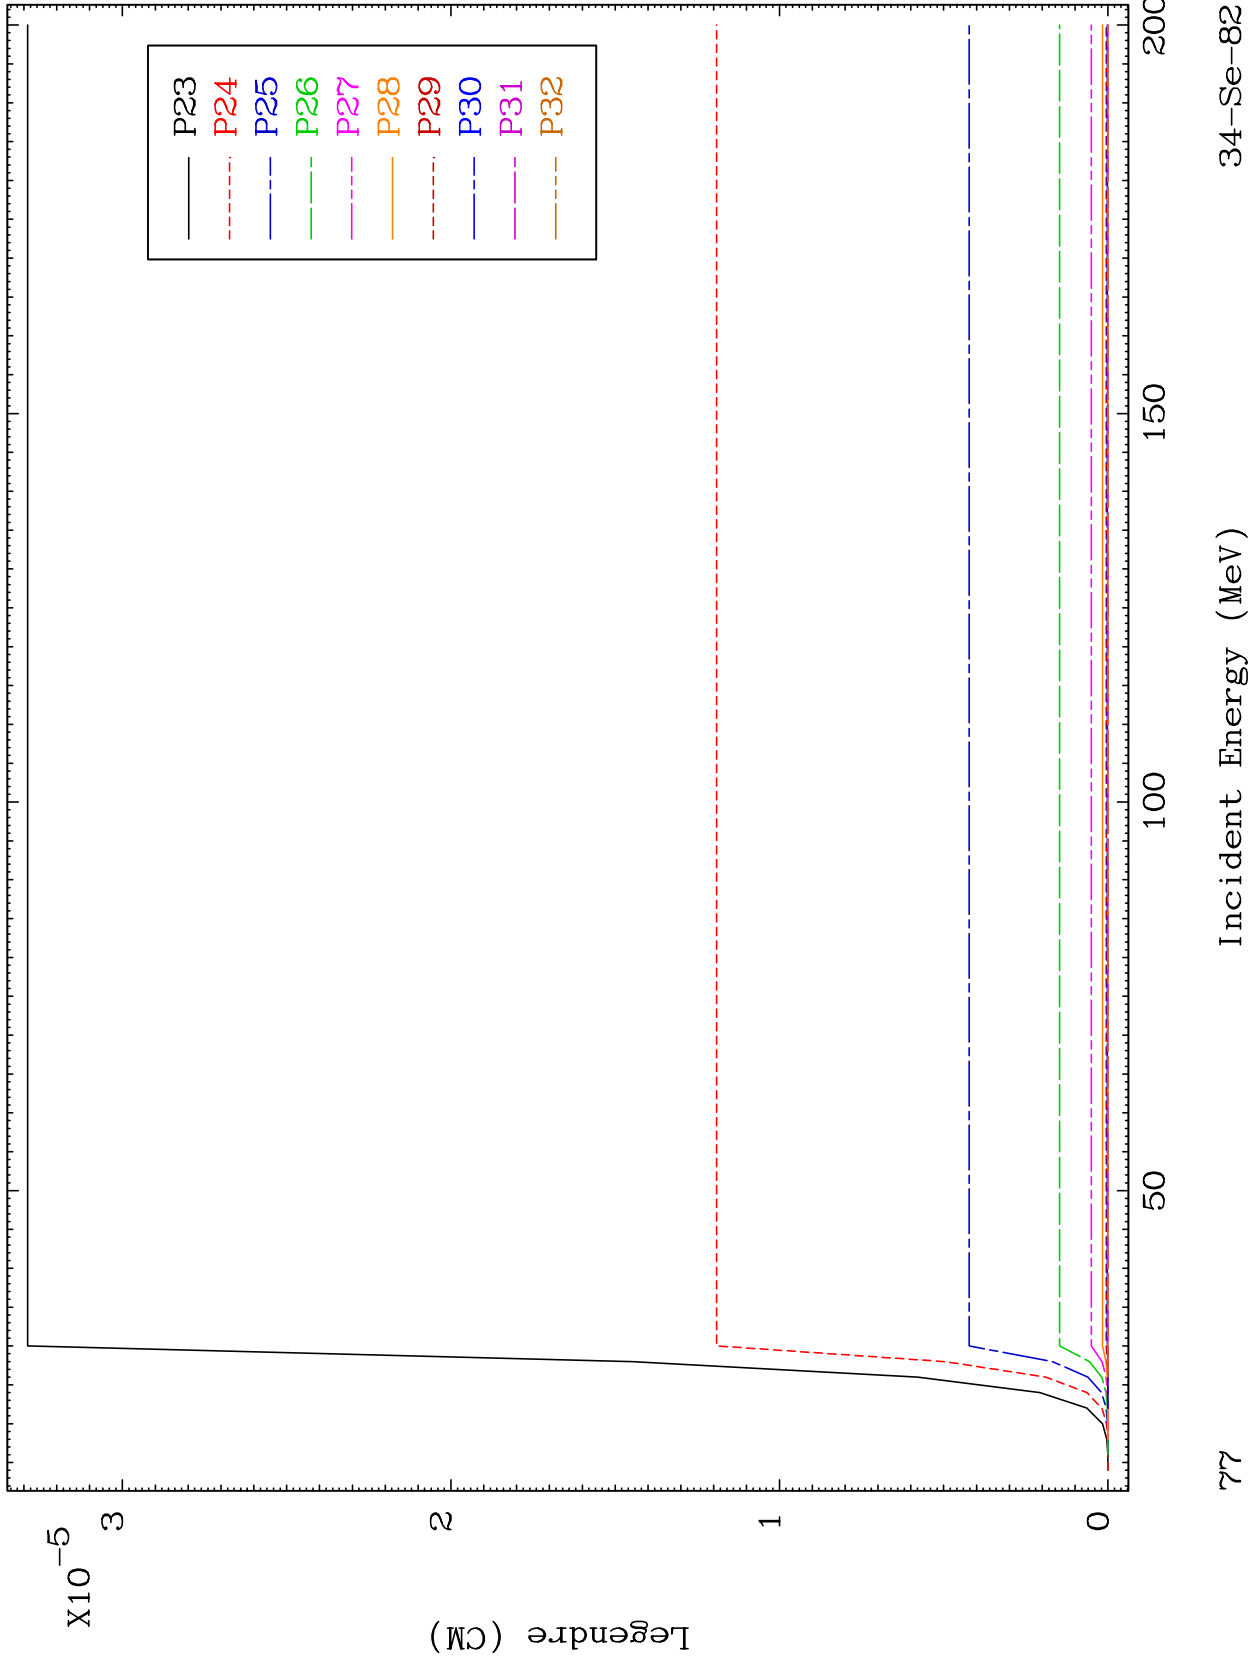 X10-5
3
2
1
0
Legendre (CM)
P23
P24
P25
P26
P27
P28
P29
P30
P31
P32
50
100
150
200
Incident Energy (MeV)
77
34-Se-82